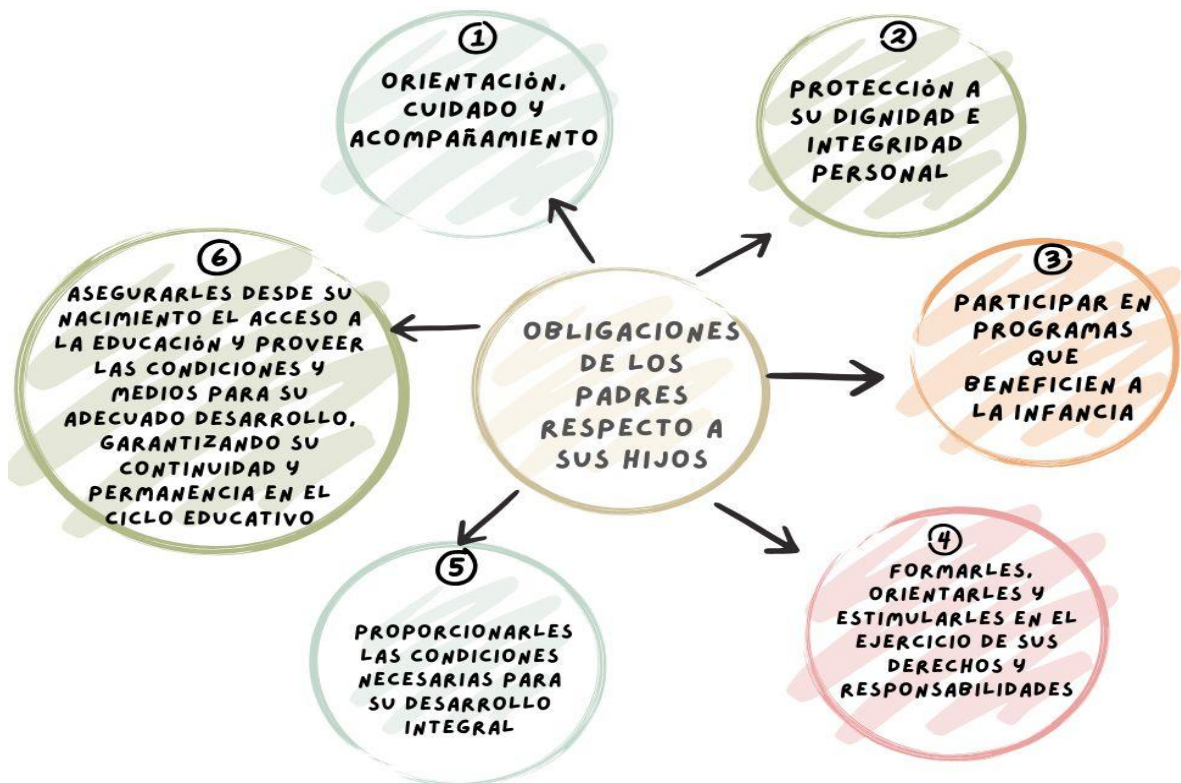 OBLIGACIONES
DE LOS
PADRES
RESPECTO A
SUS HIJOS
1
ORIENTACIÓN,
CUIDADO Y
ACOMPAÑAMIENTO
2
PROTECCIÓN A
SU DIGNIDAD E
INTEGRIDAD
PERSONAL
3
PARTICIPAR EN
PROGRAMAS
QUE
BENEFICIEN A
LA INFANCIA
4
FORMARLES,
ORIENTARLES Y
ESTIMULARLES EN EL
EJERCICIO DE SUS
DERECHOS Y
RESPONSABILIDADES
5
PROPORCIONARLES
LAS CONDICIONES
NECESARIAS PARA
SU DESARROLLO
INTEGRAL
6
ASEGURARLES DESDE SU
NACIMIENTO EL ACCESO A
LA EDUCACIÓN Y PROVEER
LAS CONDICIONES Y
MEDIOS PARA SU
ADECUADO DESARROLLO,
GARANTIZANDO SU
CONTINUIDAD Y
PERMANENCIA EN EL
CICLO EDUCATIVO